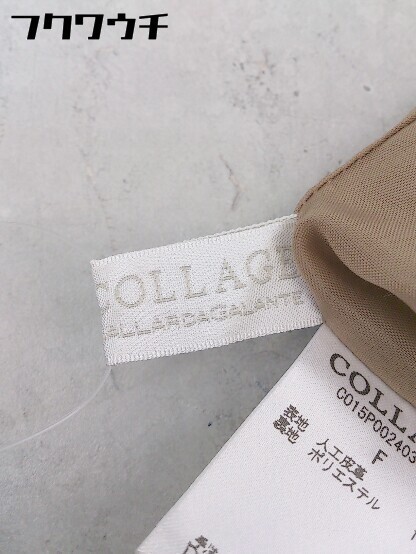 フクワウチ
COLLAGE
GALLARDAGALANTE
COLLA
C015P002403
F
表地 人工皮革
裏地 ポリエステル